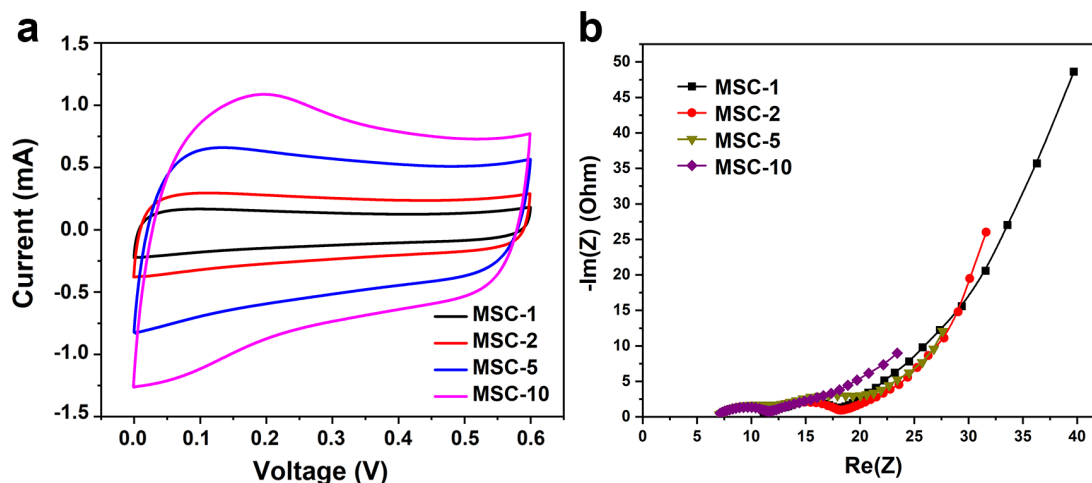 a
1.5
1.0
0.5
0.0
-0.5
-1.0
-1.5
Current (mA)
0.0 0.1 0.2 0.3 0.4 0.5 0.6
Voltage (V)
MSC-1
MSC-2
MSC-5
MSC-10
b
50
45
40
35
30
25
20
15
10
5
0
-Im(Z) (Ohm)
0 5 10 15 20 25 30 35 40
Re(Z)
MSC-1
MSC-2
MSC-5
MSC-10